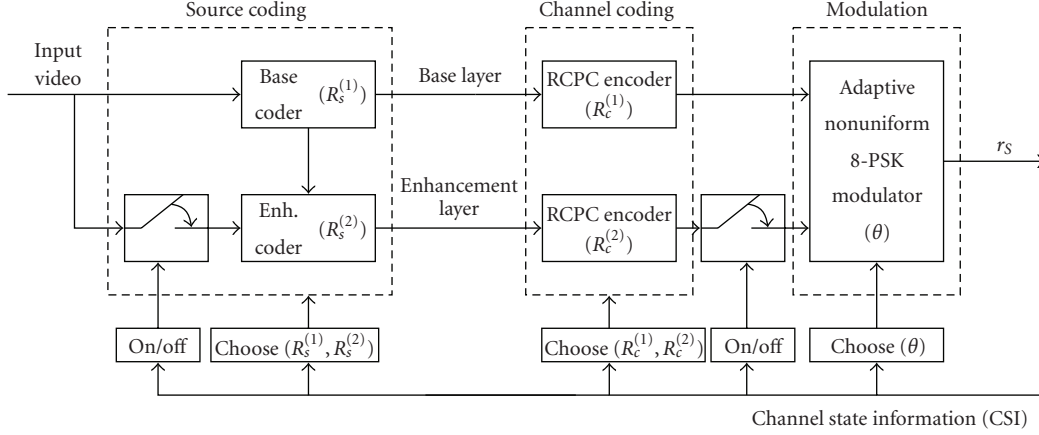 Source coding
Channel coding
Modulation
Input
video
Base
coder
(R_s^{(1)})
Base layer
RCPC encoder
(R_c^{(1)})
Adaptive
nonuniform
8-PSK
modulator
(θ)
r_S
Enh.
coder
(R_s^{(2)})
Enhancement
layer
RCPC encoder
(R_c^{(2)})
On/off
Choose (R_s^{(1)}, R_s^{(2)})
Choose (R_c^{(1)}, R_c^{(2)})
On/off
Choose (θ)
Channel state information (CSI)